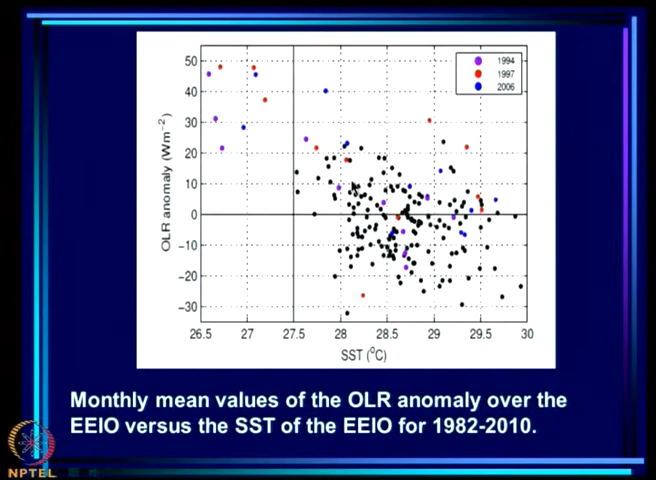 50
40
30
20
10
0
-10
-20
-30
OLR anomaly (Wm⁻²)
1994
1997
2006
26.5 27 27.5 28 28.5 29 29.5 30
SST (⁰C)
Monthly mean values of the OLR anomaly over the
EEIO versus the SST of the EEIO for 1982-2010.
NPTEL